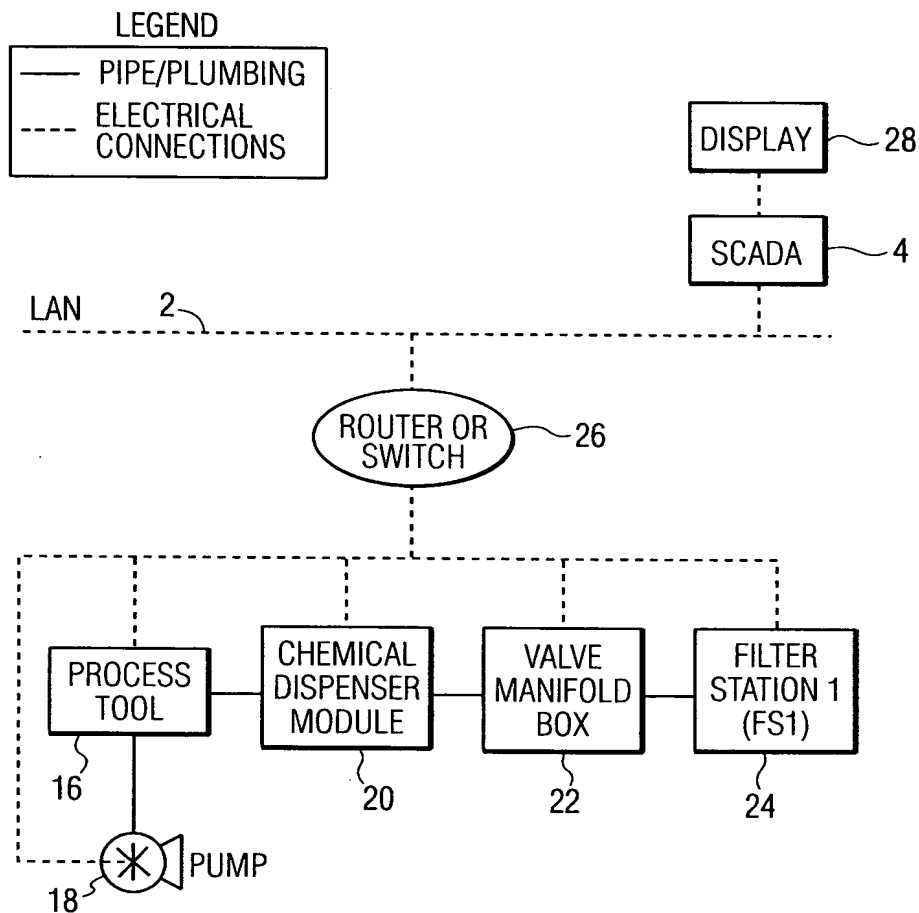 LEGEND
PIPE/PLUMBING
ELECTRICAL
CONNECTIONS
DISPLAY
28
SCADA
4
LAN
2
ROUTER OR
SWITCH
26
PROCESS
TOOL
16
CHEMICAL
DISPENSER
MODULE
20
VALVE
MANIFOLD
BOX
22
FILTER
STATION 1
(FS1)
24
PUMP
18